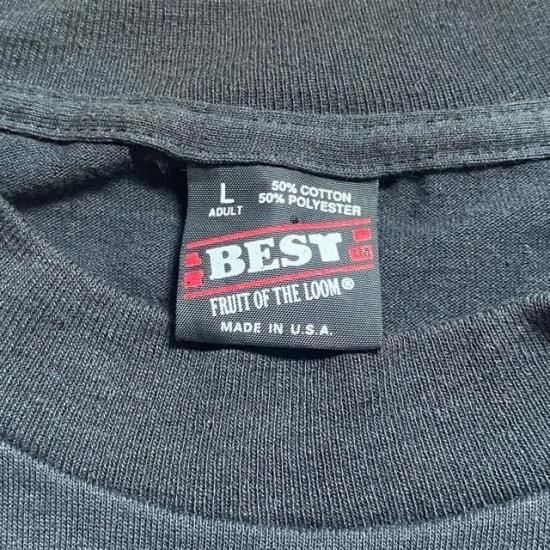 L
ADULT
50% COTTON
50% POLYESTER
BEST
FRUIT OF THE LOOM®
MADE IN U.S.A.